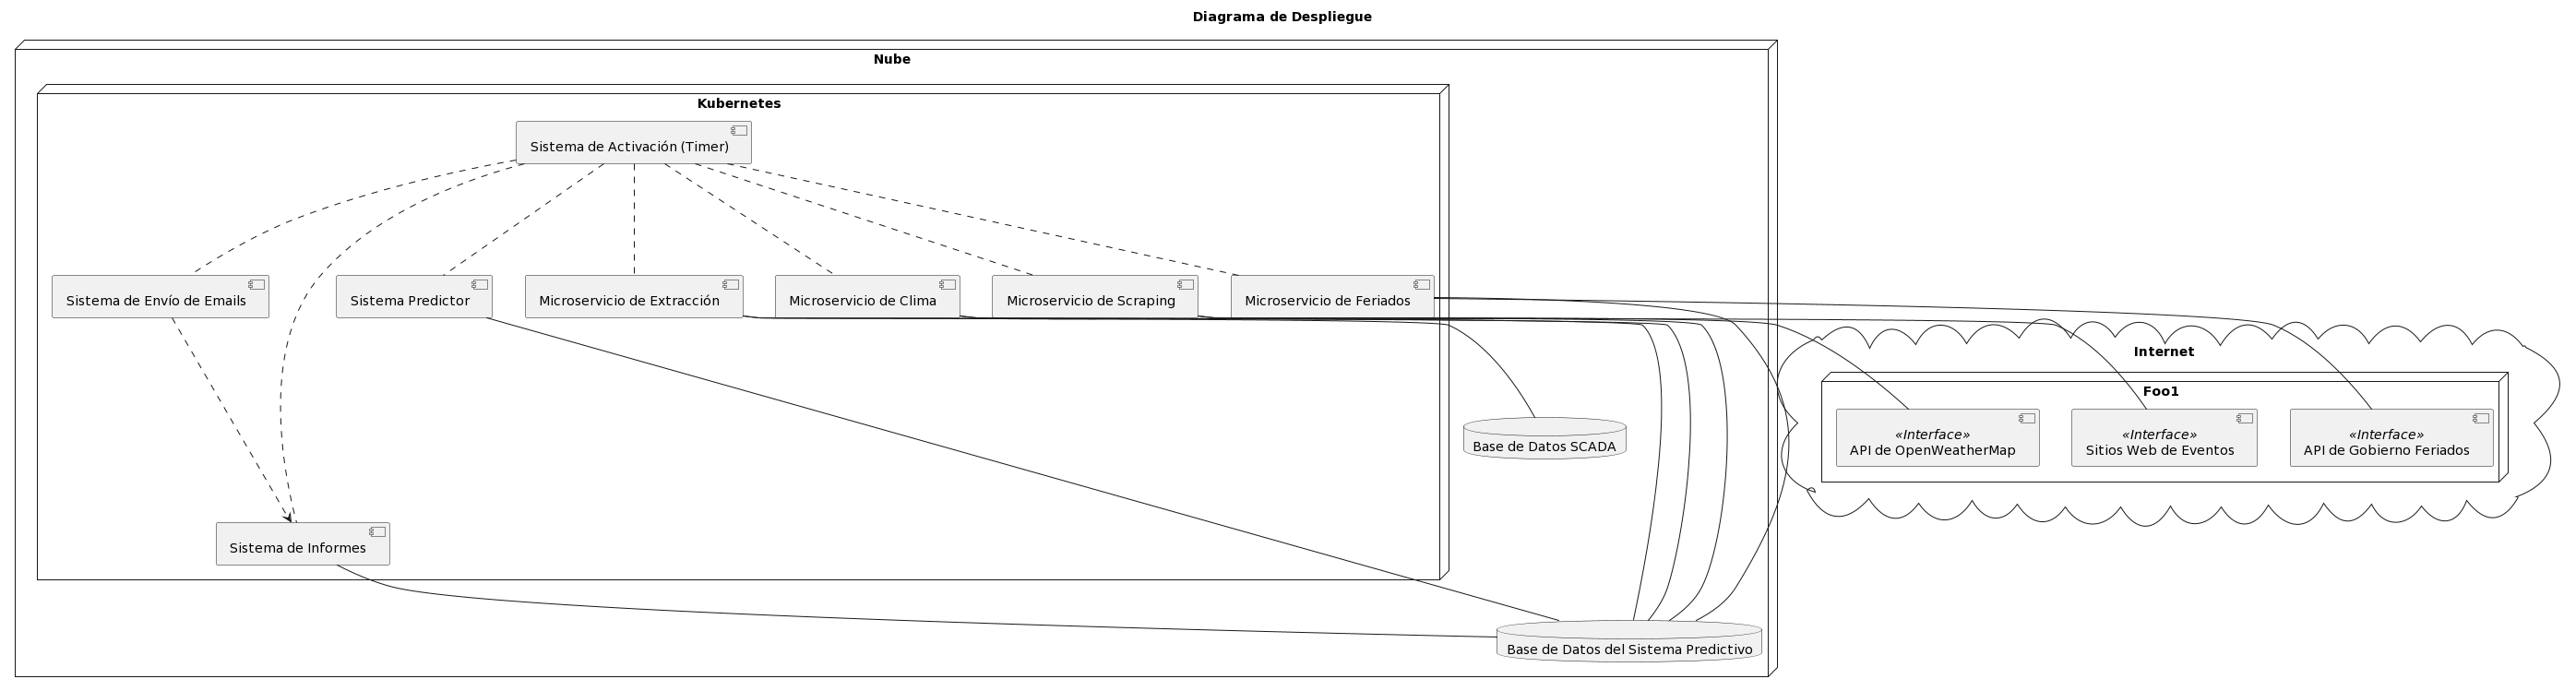 Diagrama de Despliegue
Nube
Kubernetes
Sistema de Activación (Timer)
Sistema de Envío de Emails
Sistema Predictor
Microservicio de Extracción
Microservicio de Clima
Microservicio de Scraping
Microservicio de Feriados
Internet
Foo1
«Interface»
API de OpenWeatherMap
«Interface»
Sitios Web de Eventos
«Interface»
API de Gobierno Feriados
Base de Datos SCADA
Sistema de Informes
Base de Datos del Sistema Predictivo